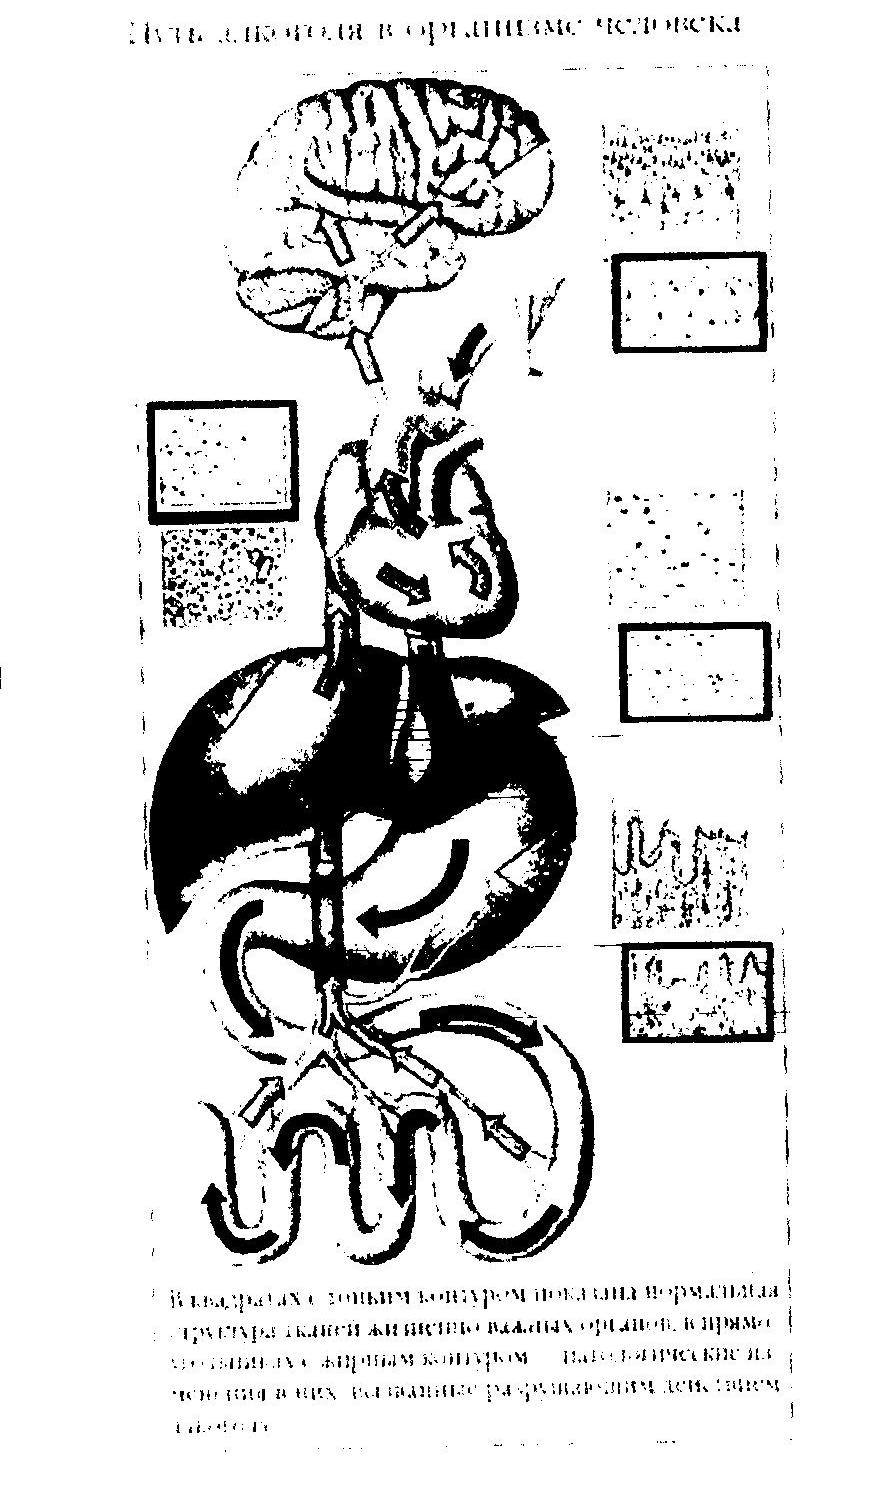 Путь алкоголя в организме человека
В квадратах с тонким контуром показана нормальная
структура тканей жизненно важных органов, в прямо-
угольниках с жирным контуром — патологические из-
менения в них, вызванные разрушающим действием
алкоголя